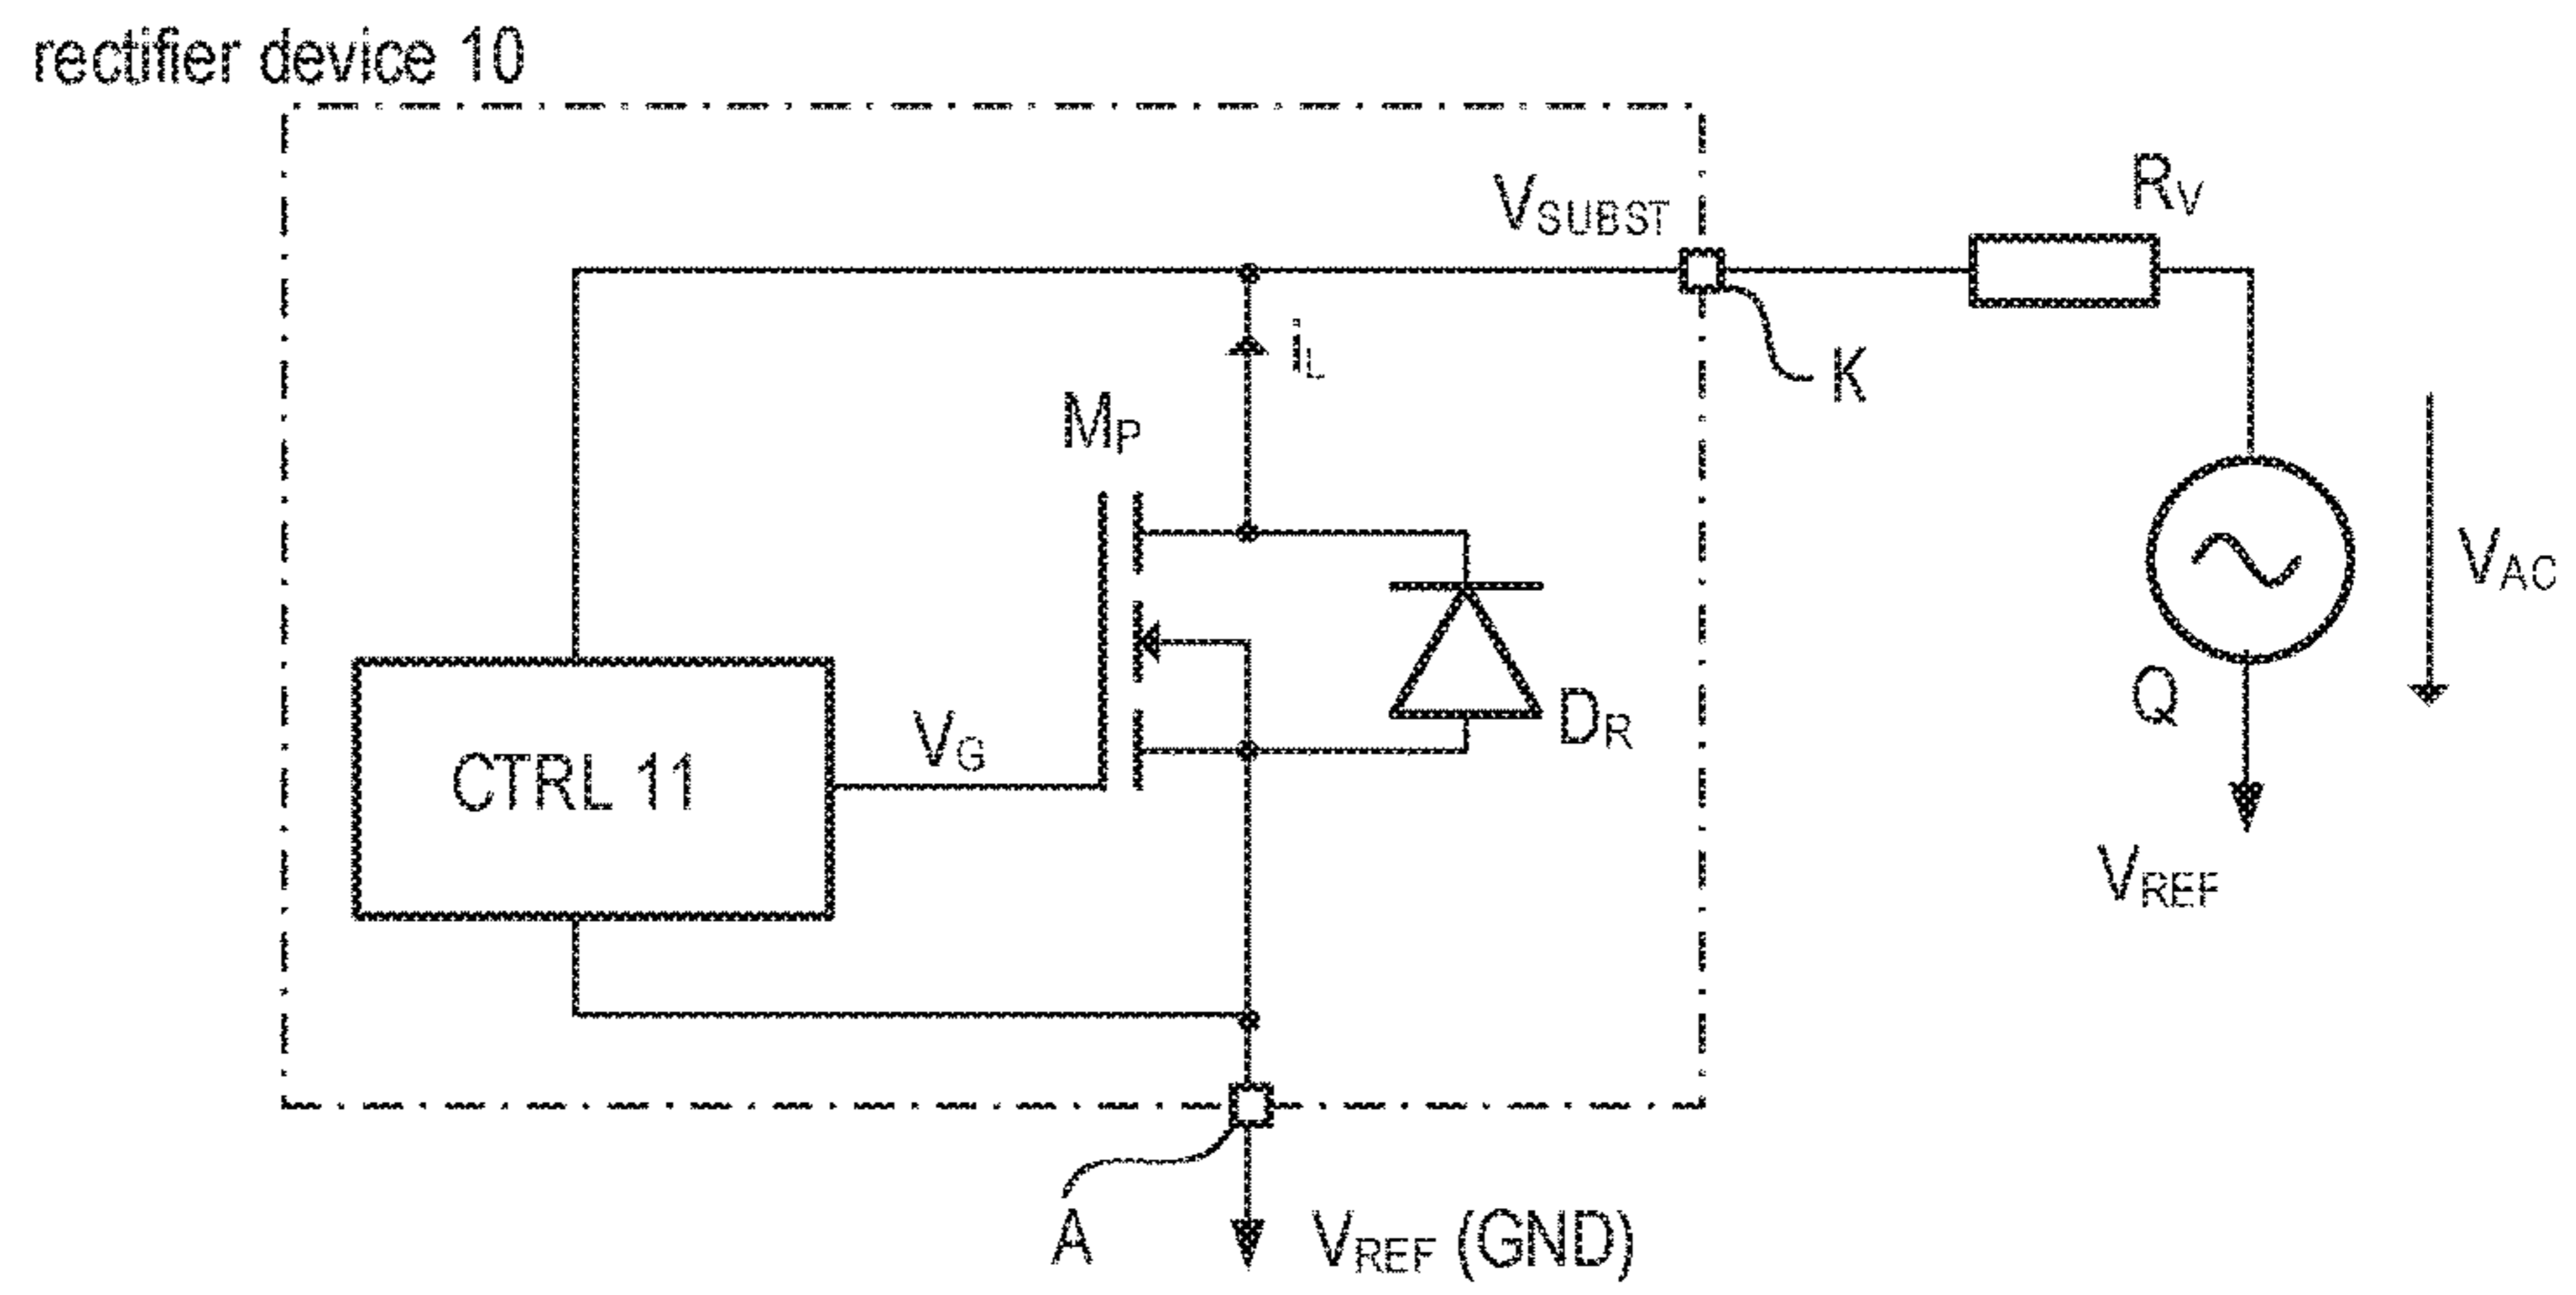 rectifier device 10
VSUBST
RV
iL
K
MP
VAC
VG
DR
Q
CTRL 11
VREF
A
VREF (GND)